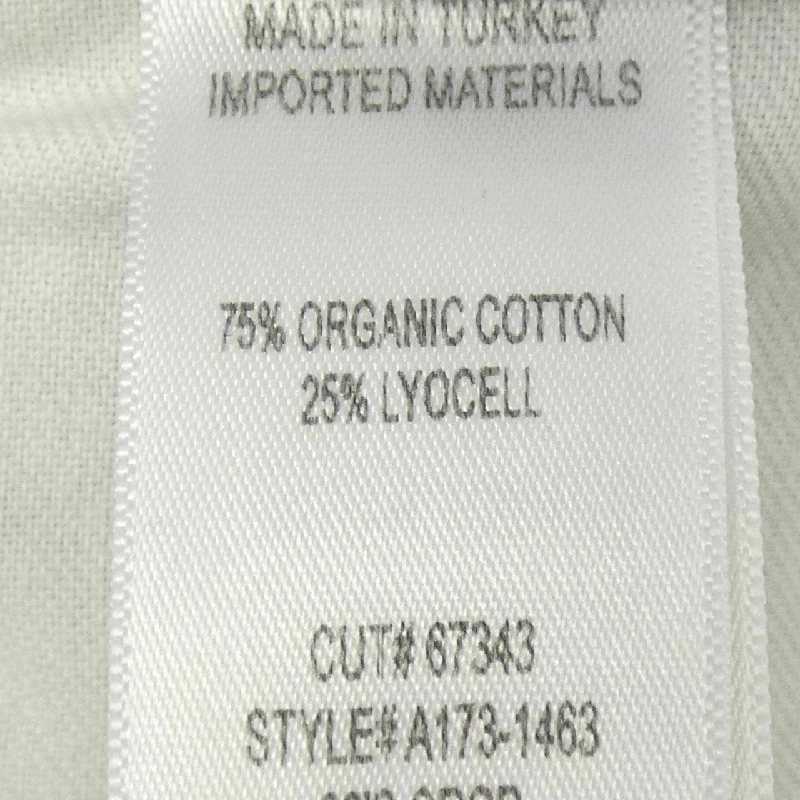 MADE IN TURKEY
IMPORTED MATERIALS
75% ORGANIC COTTON
25% LYOCELL
CUT# 67343
STYLE# A173-1463